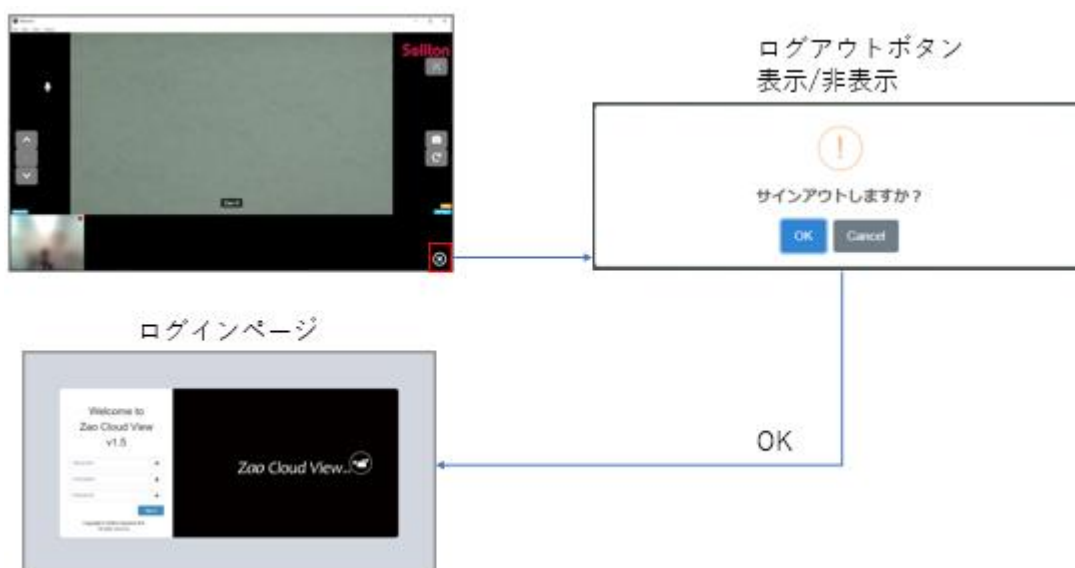 Soliton
ログアウトボタン
表示/非表示
サインアウトしますか？
OK
Cancel
ログインページ
Welcome to
Zao Cloud View
v1.5
Zao Cloud View
OK